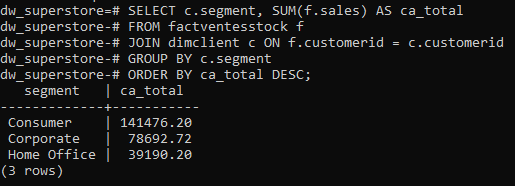 dw_superstore=# SELECT c.segment, SUM(f.sales) AS ca_total
dw_superstore-# FROM factventesstock f
dw_superstore-# JOIN dimclient c ON f.customerid = c.customerid
dw_superstore-# GROUP BY c.segment
dw_superstore-# ORDER BY ca_total DESC;
   segment   | ca_total
-------------+-----------
 Consumer    | 141476.20
 Corporate   |  78692.72
 Home Office |  39190.20
(3 rows)